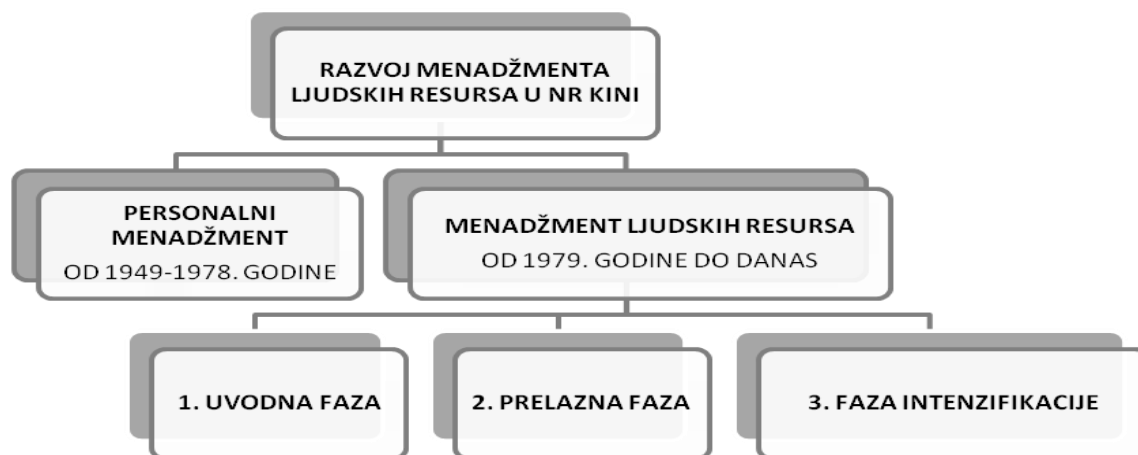 RAZVOJ MENADŽMENTA
LJUDSKIH RESURSA U NR KINI
PERSONALNI
MENADŽMENT
OD 1949-1978. GODINE
MENADŽMENT LJUDSKIH RESURSA
OD 1979. GODINE DO DANAS
1. UVODNA FAZA
2. PRELAZNA FAZA
3. FAZA INTENZIFIKACIJE